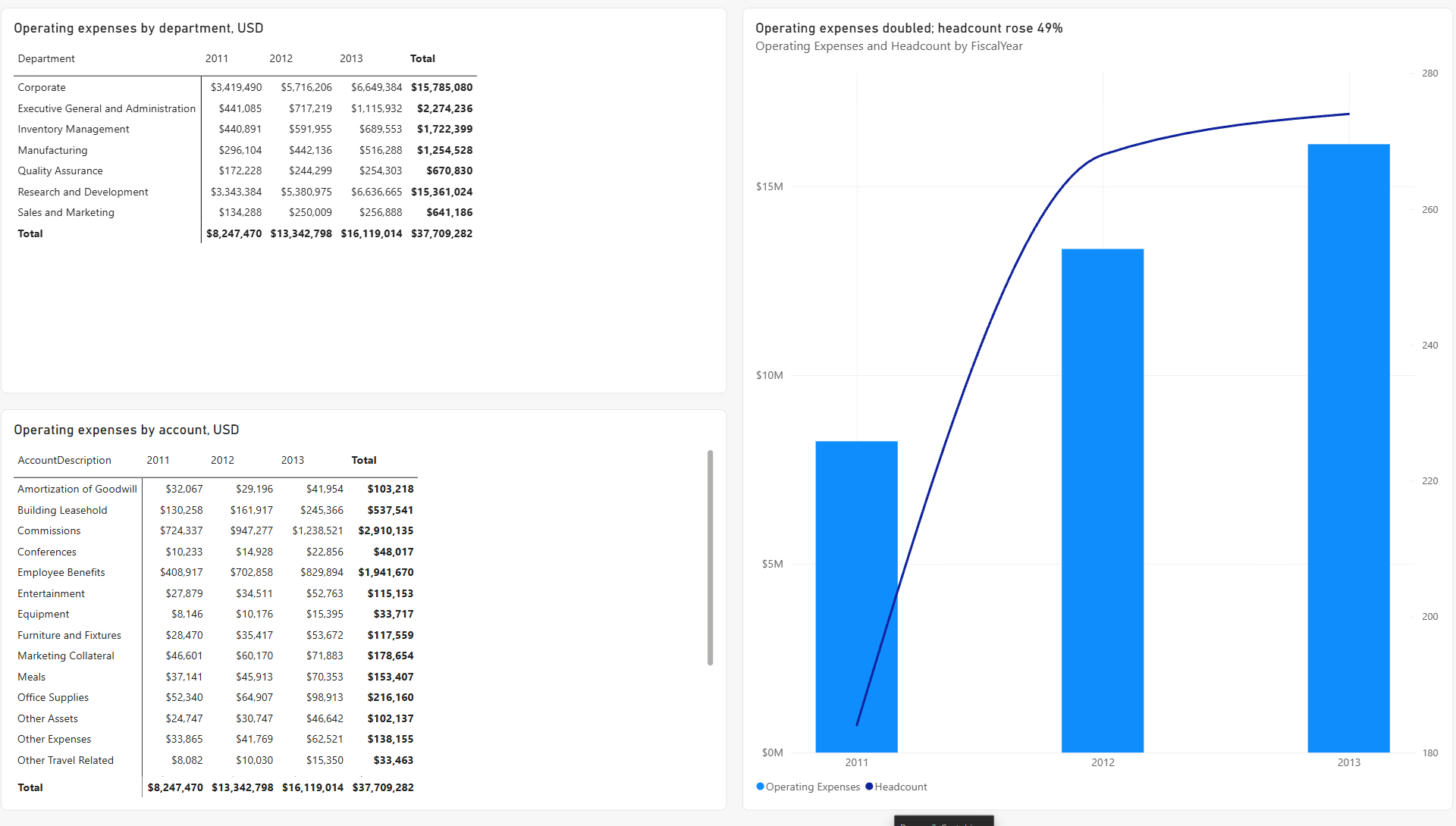 Operating expenses by department, USD
Department 2011 2012 2013 Total
Corporate $3,419,490 $5,716,206 $6,649,384 $15,785,080
Executive General and Administration $441,085 $717,219 $1,115,932 $2,274,236
Inventory Management $440,891 $591,955 $689,553 $1,722,399
Manufacturing $296,104 $442,136 $516,288 $1,254,528
Quality Assurance $172,228 $244,299 $254,303 $670,830
Research and Development $3,343,384 $5,380,975 $6,636,665 $15,361,024
Sales and Marketing $134,288 $250,009 $256,888 $641,186
Total $8,247,470 $13,342,798 $16,119,014 $37,709,282
Operating expenses by account, USD
AccountDescription 2011 2012 2013 Total
Amortization of Goodwill $32,067 $29,196 $41,954 $103,218
Building Leasehold $130,258 $161,917 $245,366 $537,541
Commissions $724,337 $947,277 $1,238,521 $2,910,135
Conferences $10,233 $14,928 $22,856 $48,017
Employee Benefits $408,917 $702,858 $829,894 $1,941,670
Entertainment $27,879 $34,511 $52,763 $115,153
Equipment $8,146 $10,176 $15,395 $33,717
Furniture and Fixtures $28,470 $35,417 $53,672 $117,559
Marketing Collateral $46,601 $60,170 $71,883 $178,654
Meals $37,141 $45,913 $70,353 $153,407
Office Supplies $52,340 $64,907 $98,913 $216,160
Other Assets $24,747 $30,747 $46,642 $102,137
Other Expenses $33,865 $41,769 $62,521 $138,155
Other Travel Related $8,082 $10,030 $15,350 $33,463
Total $8,247,470 $13,342,798 $16,119,014 $37,709,282
Operating expenses doubled; headcount rose 49%
Operating Expenses and Headcount by FiscalYear
280
$15M
260
$10M
240
220
$5M
200
$0M
180
2011 2012 2013
Operating Expenses Headcount